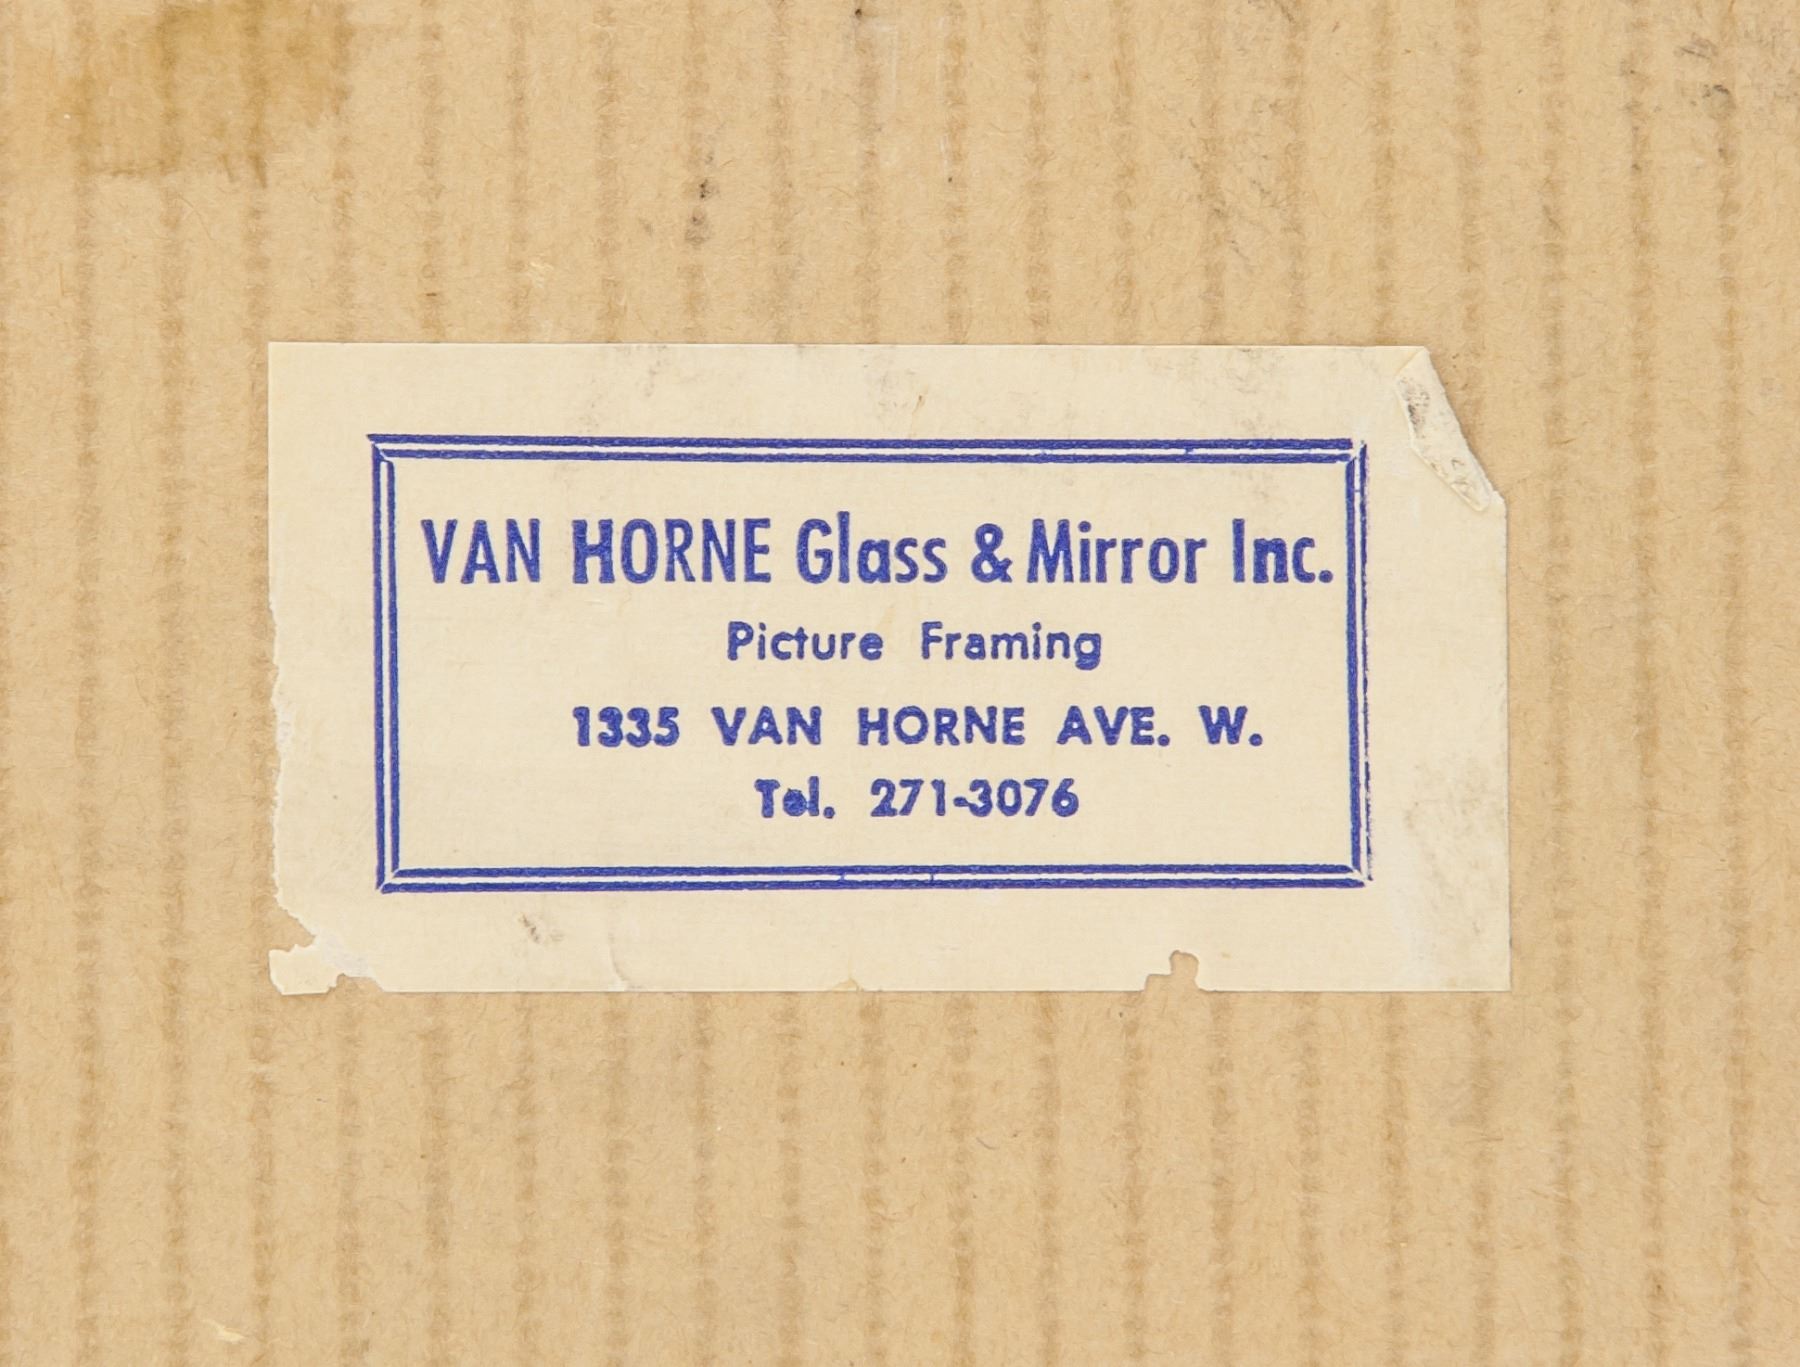 VAN HORNE Glass & Mirror Inc.
Picture Framing
1335 VAN HORNE AVE. W.
Tel. 271-3076